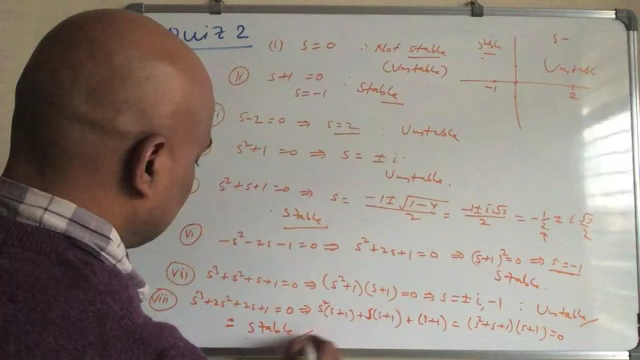 Quiz 2
(i) s = 0 ∴ Not stable
(Unstable)
(ii) s+1 = 0
s = -1 : Stable
s-2 = 0 ⇒ s = 2 : Unstable
s²+1 = 0 ⇒ s = ± i
Unstable.
s²+s+1 = 0 ⇒ s = (-1±√(1-4))/2 = (-1±i√3)/2 = -1/2 ± i √3/2
: Stable
(vi) -s²-2s-1 = 0 ⇒ s²+2s+1 = 0 ⇒ (s+1)² = 0 ⇒ s = -1
Stable.
(vii) s³+s²+s+1 = 0 ⇒ (s²+1)(s+1) = 0 ⇒ s = ±i, -1 : Unstable
(viii) s³+2s²+2s+1 = 0 ⇒ s²(s+1)+s(s+1)+(s+1) = (s²+s+1)(s+1) = 0
= Stable
s-
Unstable
-1 2